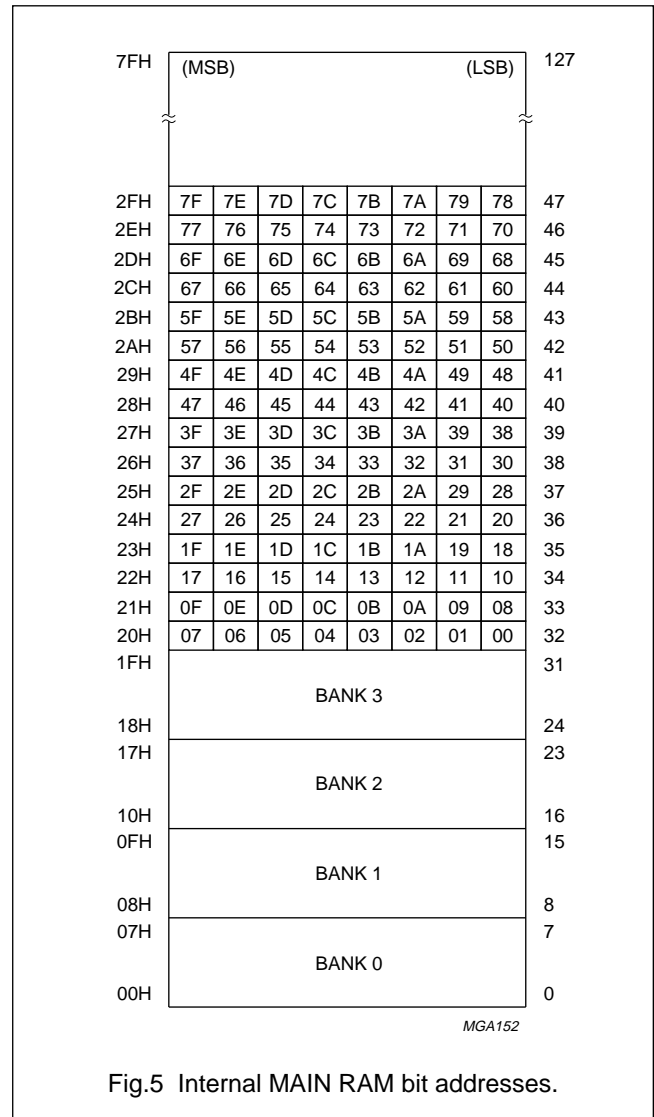 7FH (MSB) (LSB) 127
2FH 7F 7E 7D 7C 7B 7A 79 78 47
2EH 77 76 75 74 73 72 71 70 46
2DH 6F 6E 6D 6C 6B 6A 69 68 45
2CH 67 66 65 64 63 62 61 60 44
2BH 5F 5E 5D 5C 5B 5A 59 58 43
2AH 57 56 55 54 53 52 51 50 42
29H 4F 4E 4D 4C 4B 4A 49 48 41
28H 47 46 45 44 43 42 41 40 40
27H 3F 3E 3D 3C 3B 3A 39 38 39
26H 37 36 35 34 33 32 31 30 38
25H 2F 2E 2D 2C 2B 2A 29 28 37
24H 27 26 25 24 23 22 21 20 36
23H 1F 1E 1D 1C 1B 1A 19 18 35
22H 17 16 15 14 13 12 11 10 34
21H 0F 0E 0D 0C 0B 0A 09 08 33
20H 07 06 05 04 03 02 01 00 32
1FH 31
BANK 3
18H 24
17H 23
BANK 2
10H 16
0FH 15
BANK 1
08H 8
07H 7
BANK 0
00H 0
MGA152
Fig.5 Internal MAIN RAM bit addresses.